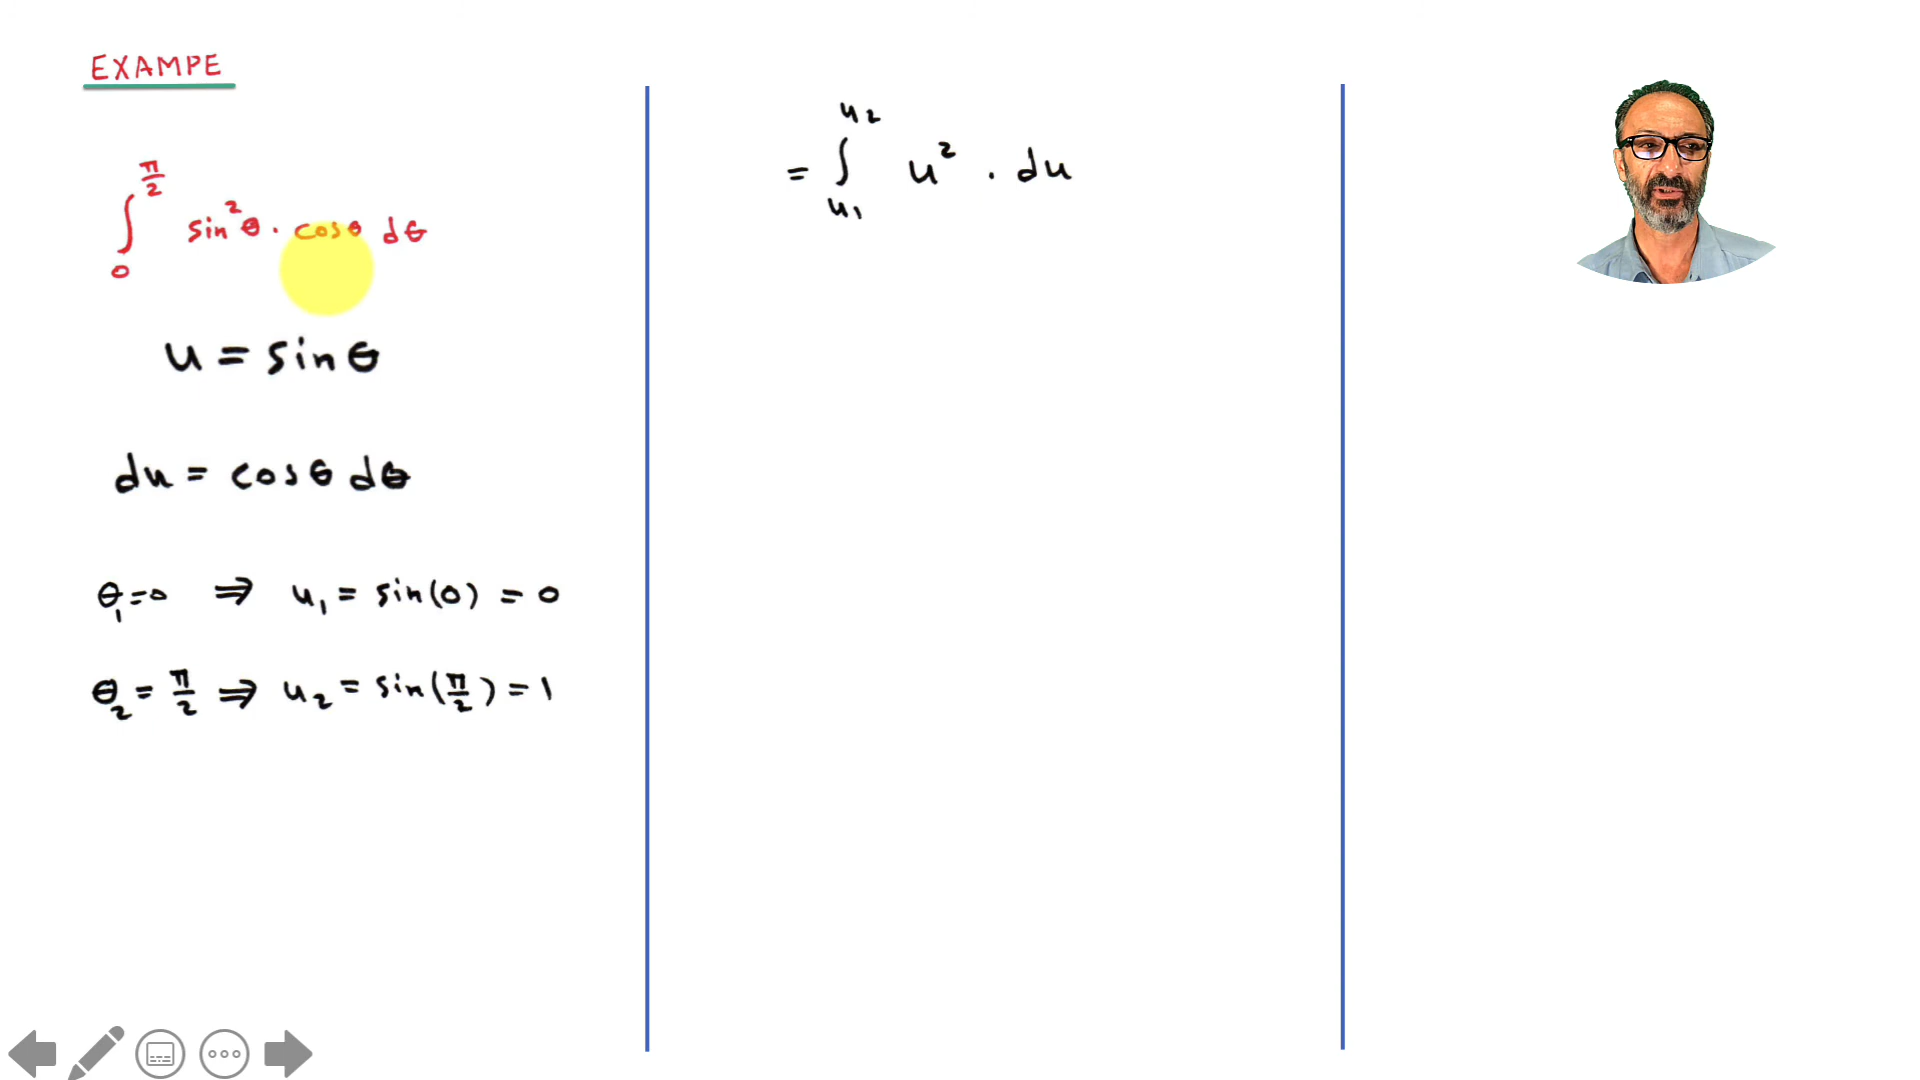 EXAMPE
∫₀^(π/2) sin²θ · cosθ dθ
u = sinθ
du = cosθ dθ
θ₁=0 ⇒ u₁ = sin(0) = 0
θ₂ = π/2 ⇒ u₂ = sin(π/2) = 1
= ∫_(u₁)^(u₂) u² · du